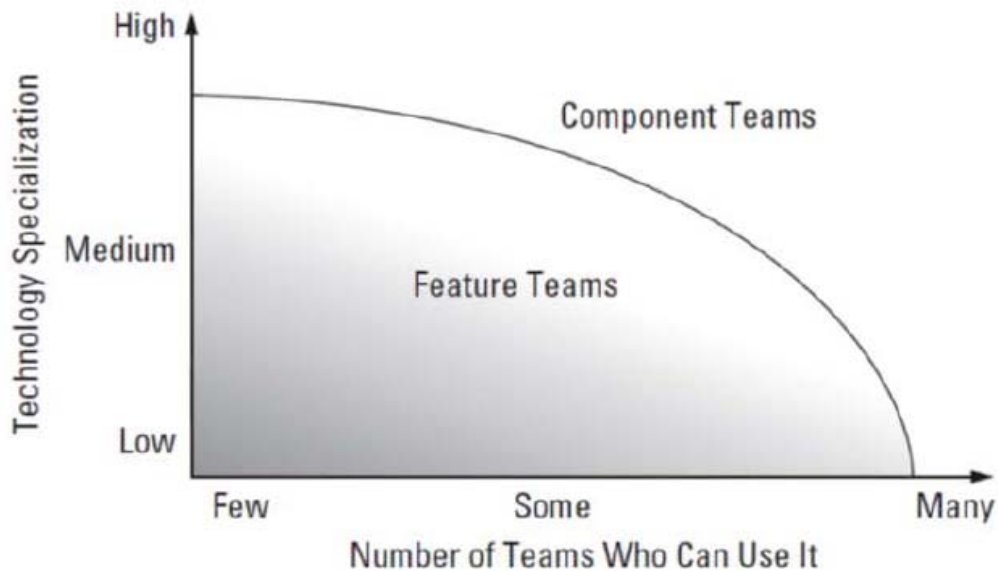 High
Component Teams
Technology Specialization
Medium
Feature Teams
Low
Few Some Many
Number of Teams Who Can Use It